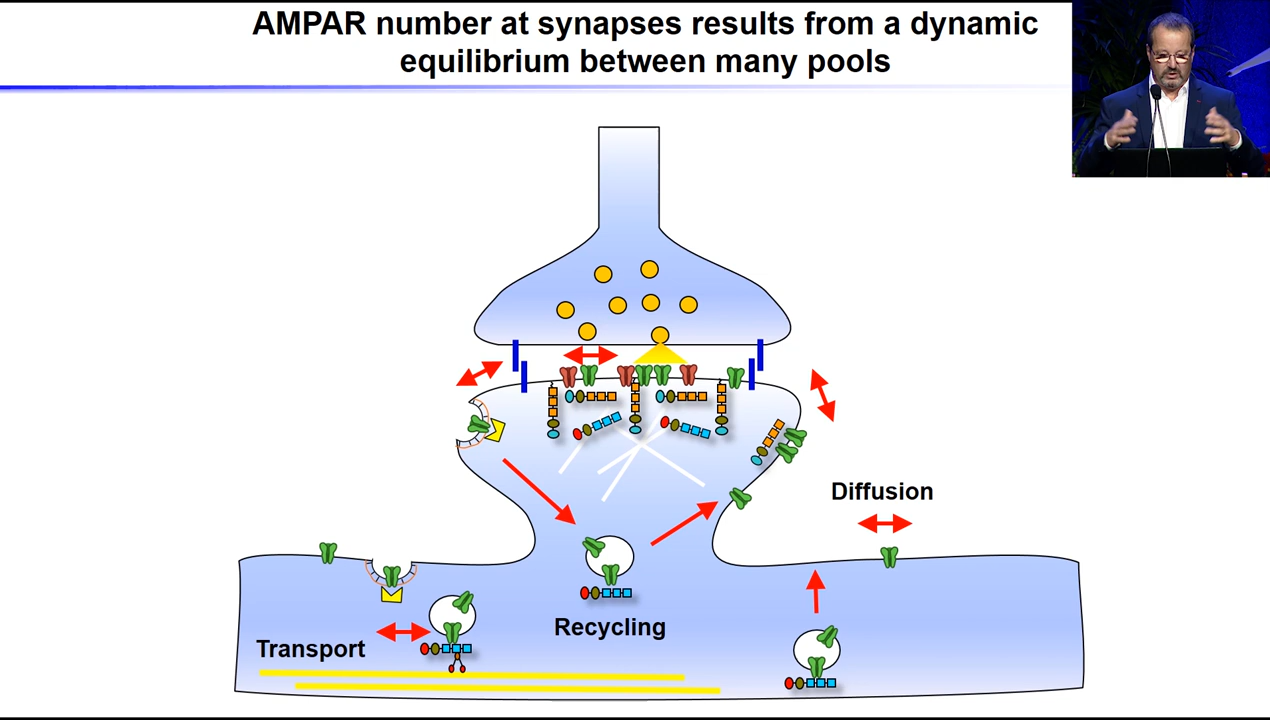 AMPAR number at synapses results from a dynamic
equilibrium between many pools
Diffusion
Recycling
Transport